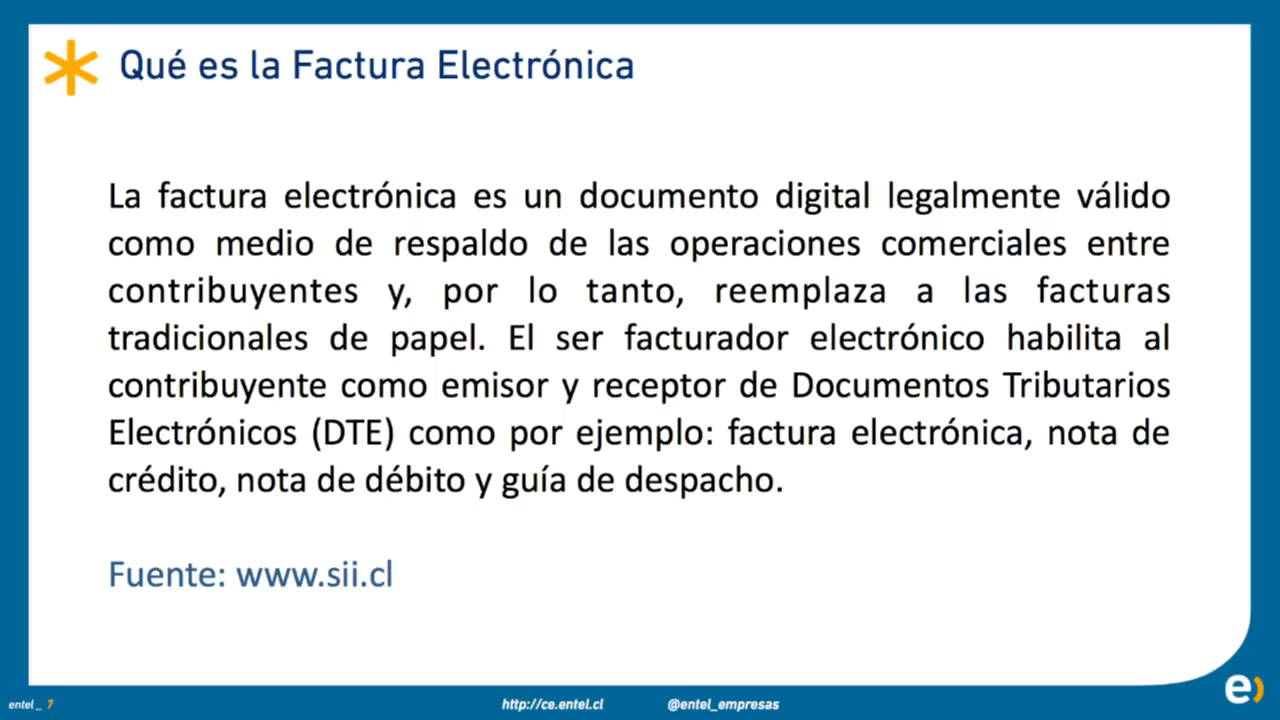 Qué es la Factura Electrónica
La factura electrónica es un documento digital legalmente válido
como medio de respaldo de las operaciones comerciales entre
contribuyentes y, por lo tanto, reemplaza a las facturas
tradicionales de papel. El ser facturador electrónico habilita al
contribuyente como emisor y receptor de Documentos Tributarios
Electrónicos (DTE) como por ejemplo: factura electrónica, nota de
crédito, nota de débito y guía de despacho.
Fuente: www.sii.cl
entel_ 7
http://ce.entel.cl
@entel_empresas
e)